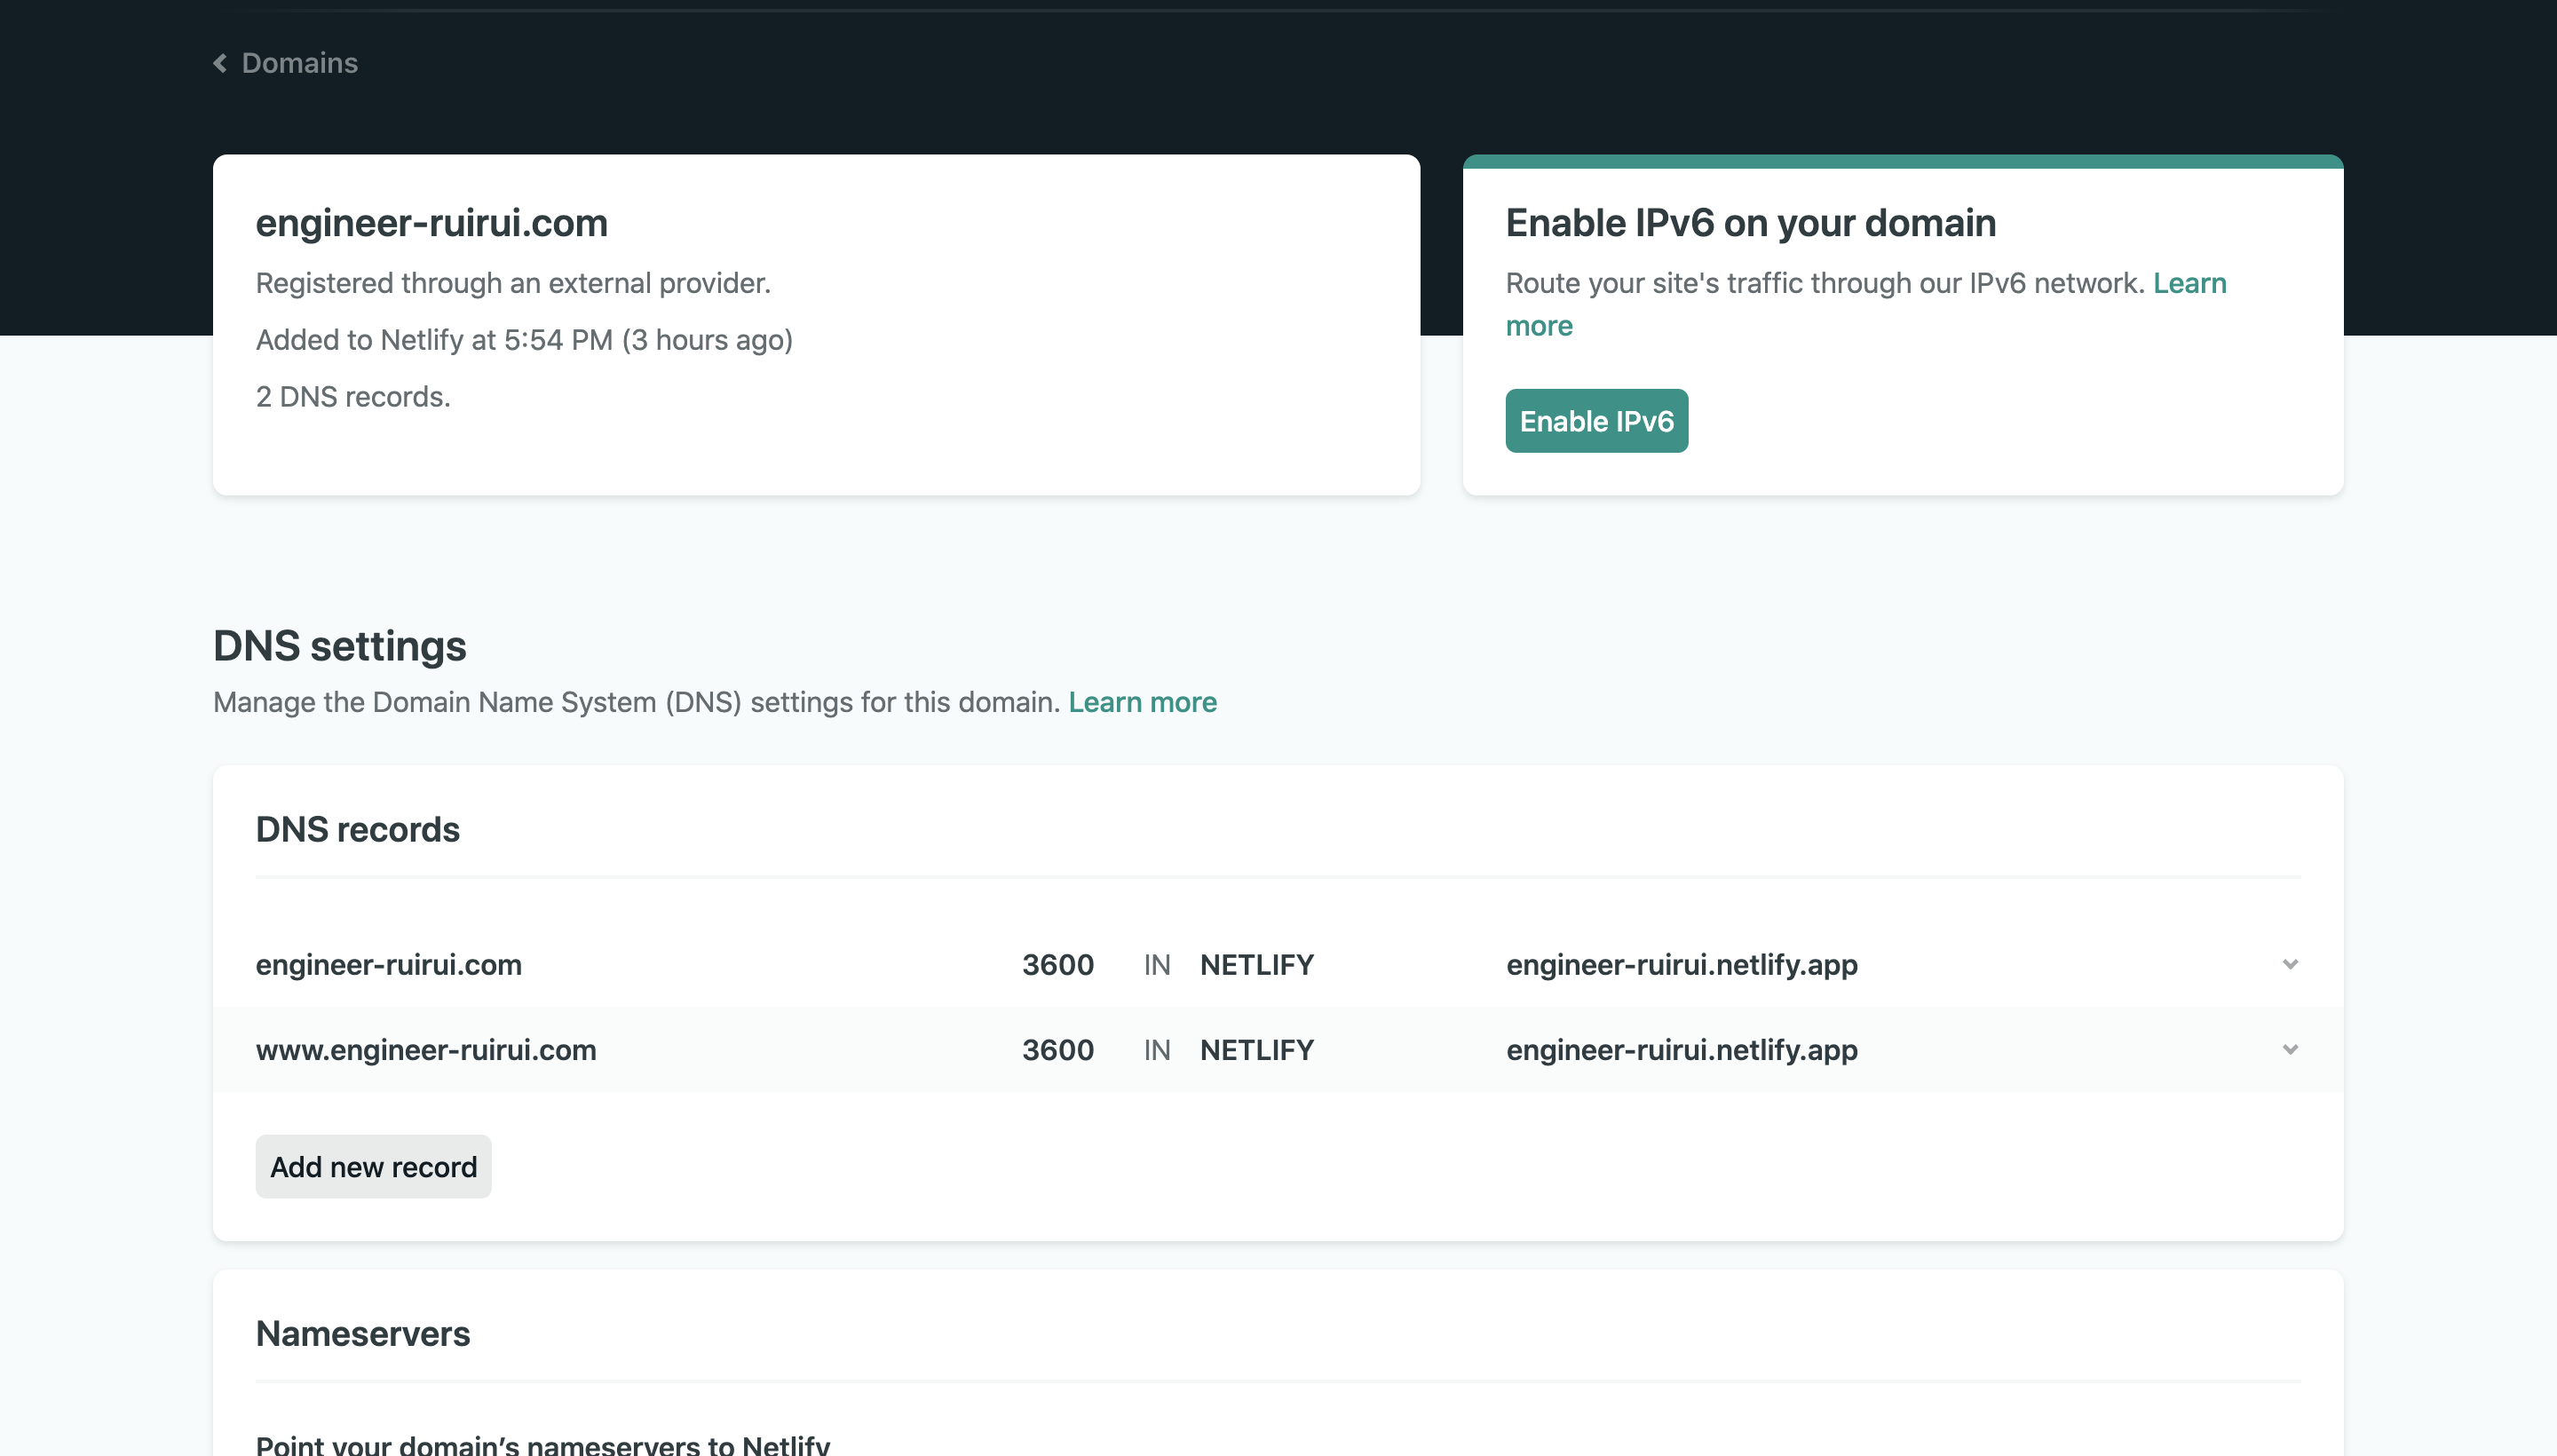 Domains
engineer-ruirui.com
Registered through an external provider.
Added to Netlify at 5:54 PM (3 hours ago)
2 DNS records.
Enable IPv6 on your domain
Route your site's traffic through our IPv6 network. Learn
more
Enable IPv6
DNS settings
Manage the Domain Name System (DNS) settings for this domain. Learn more
DNS records
engineer-ruirui.com 3600 IN NETLIFY engineer-ruirui.netlify.app
www.engineer-ruirui.com 3600 IN NETLIFY engineer-ruirui.netlify.app
Add new record
Nameservers
Point your domain’s nameservers to Netlify